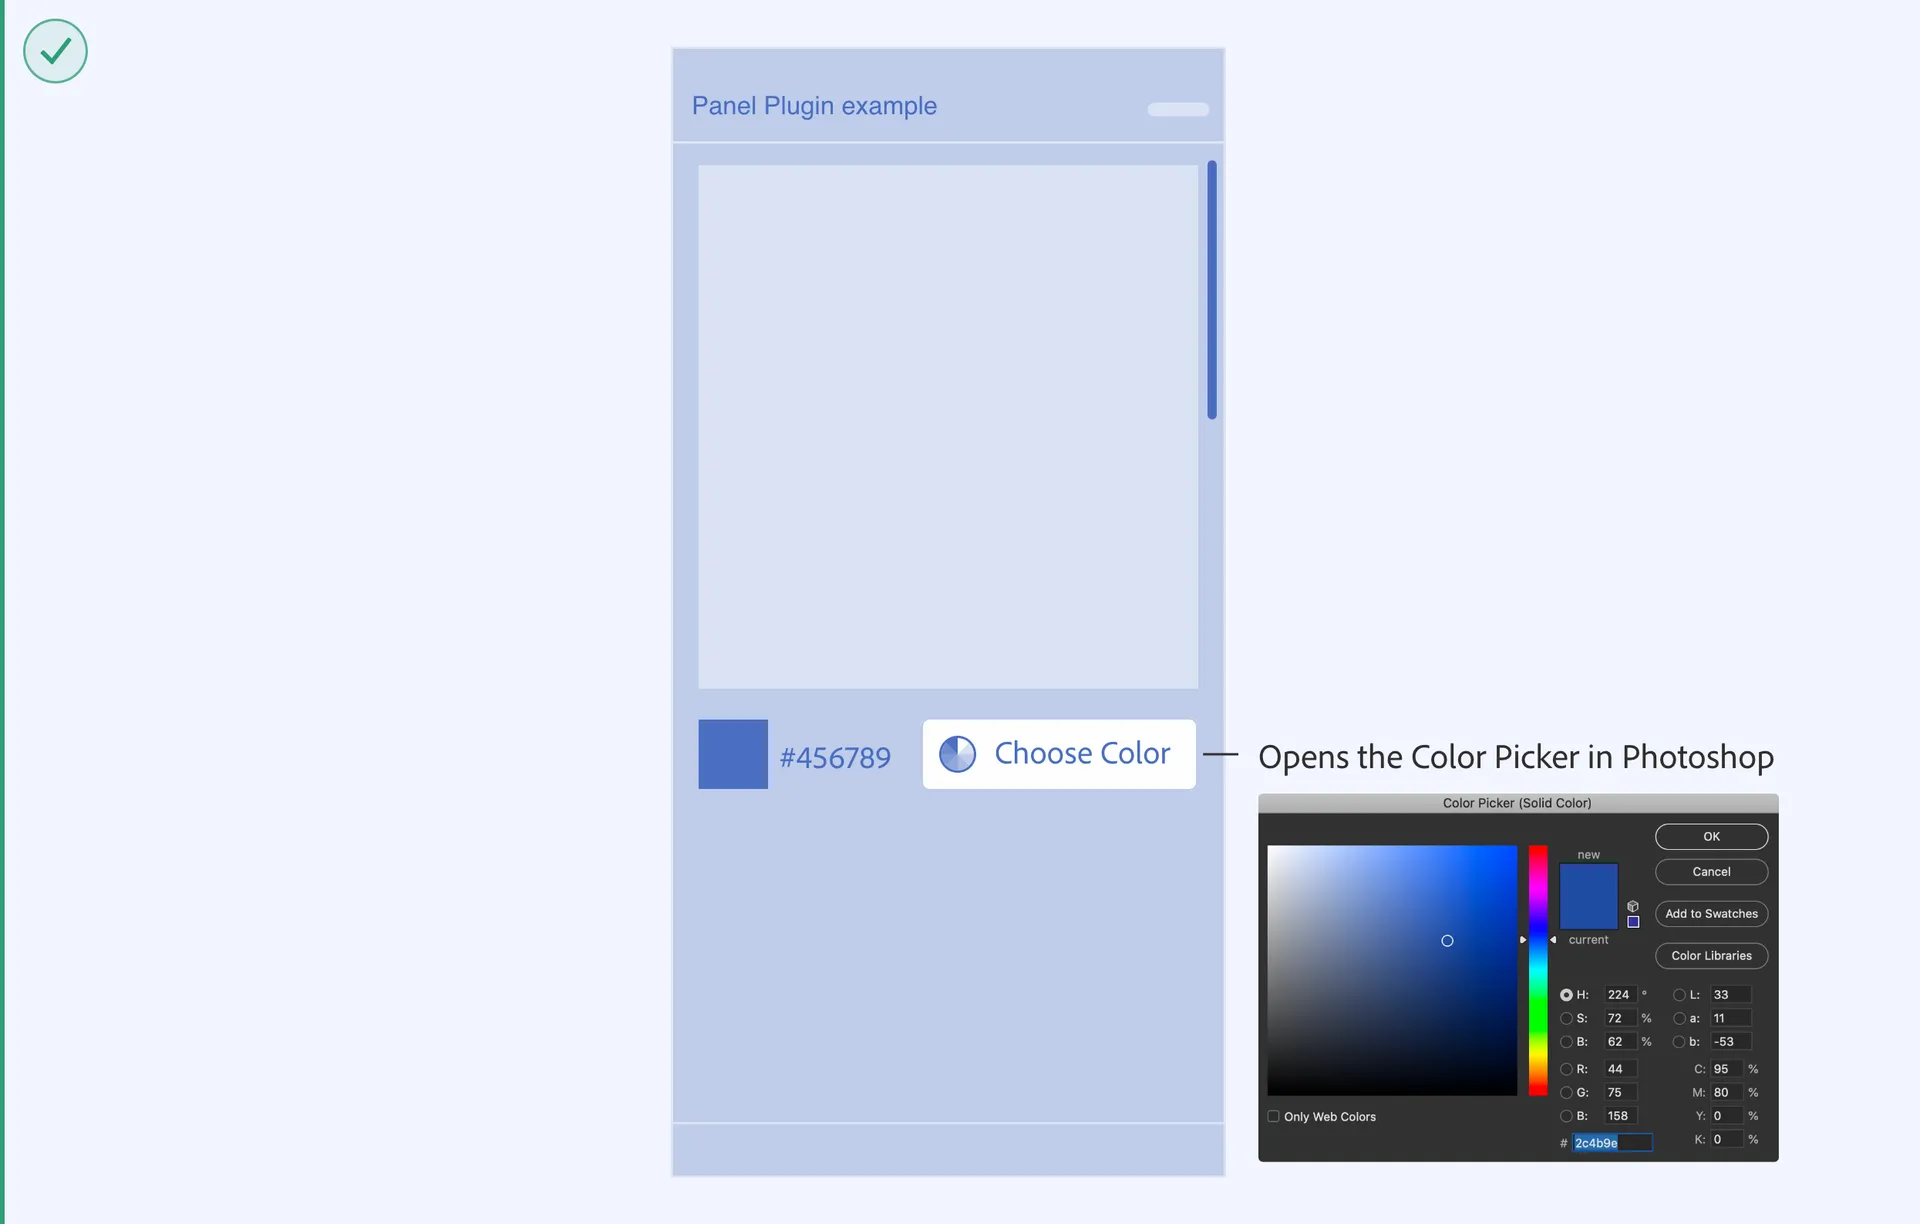 Panel Plugin example
#456789
Choose Color
Opens the Color Picker in Photoshop
Color Picker (Solid Color)
OK
new
Cancel
Add to Swatches
current
Color Libraries
H: 224 °
L: 33
S: 72 %
a: 11
B: 62 %
b: -53
R: 44
C: 95 %
G: 75
M: 80 %
B: 158
Y: 0 %
Only Web Colors
# 2c4b9e
K: 0 %